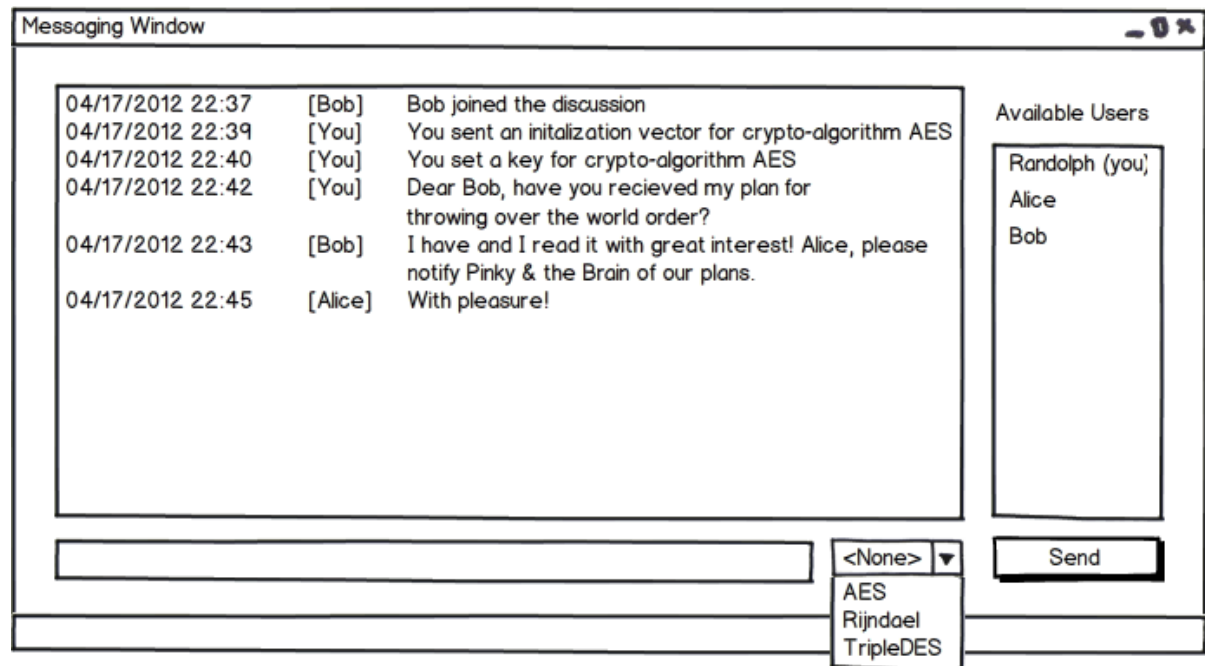 Messaging Window
04/17/2012 22:37 [Bob] Bob joined the discussion
04/17/2012 22:39 [You] You sent an initalization vector for crypto-algorithm AES
04/17/2012 22:40 [You] You set a key for crypto-algorithm AES
04/17/2012 22:42 [You] Dear Bob, have you recieved my plan for
throwing over the world order?
04/17/2012 22:43 [Bob] I have and I read it with great interest! Alice, please
notify Pinky & the Brain of our plans.
04/17/2012 22:45 [Alice] With pleasure!
Available Users
Randolph (you)
Alice
Bob
<None>
AES
Rijndael
TripleDES
Send